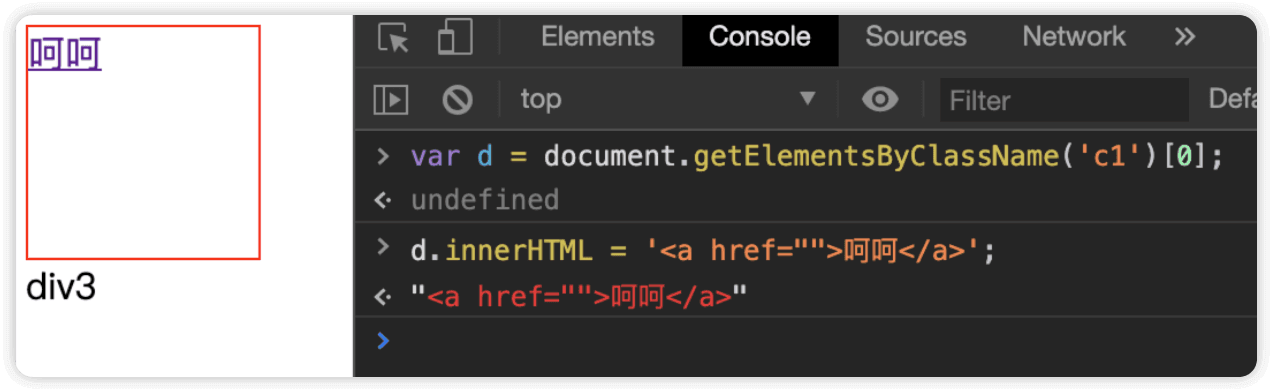 呵呵
div3
Elements Console Sources Network »
top Filter Defa
> var d = document.getElementsByClassName('c1')[0];
undefined
> d.innerHTML = '<a href="">呵呵</a>';
"<a href="">呵呵</a>"
>